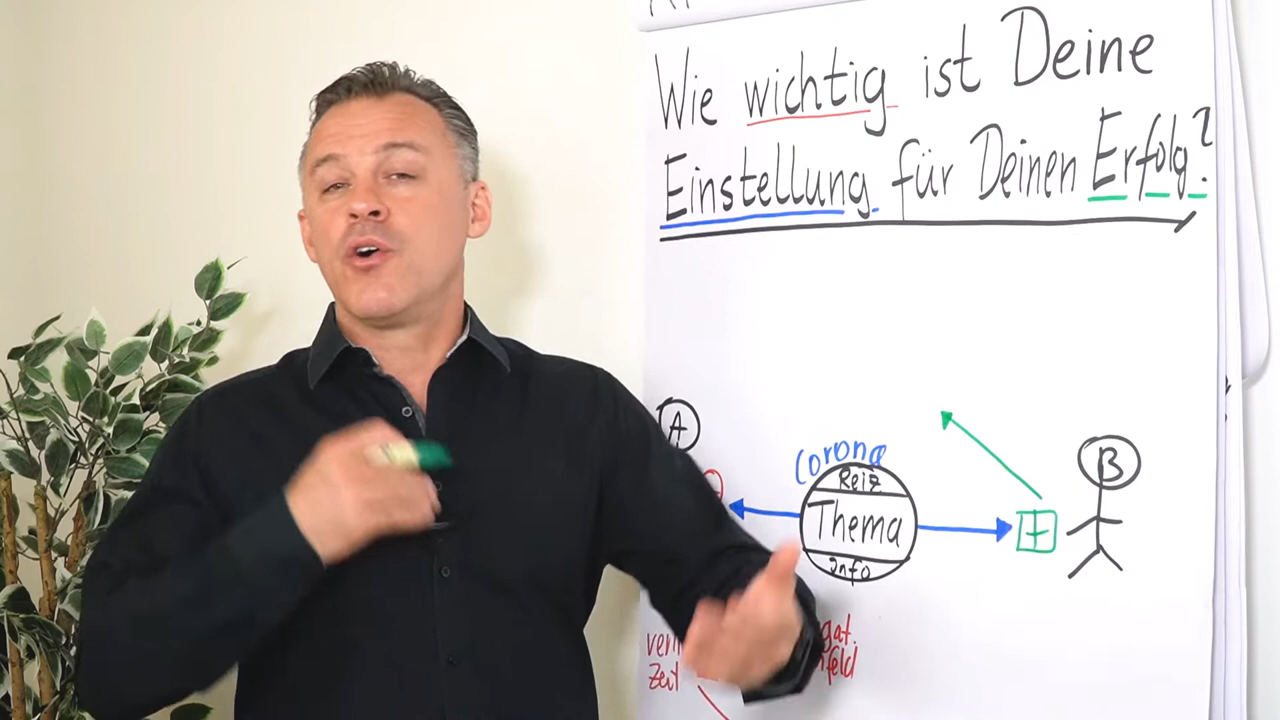 Wie wichtig ist Deine
Einstellung für Deinen Erfolg?
A
B
Corona
Reiz
Thema
+
Info
Zeit